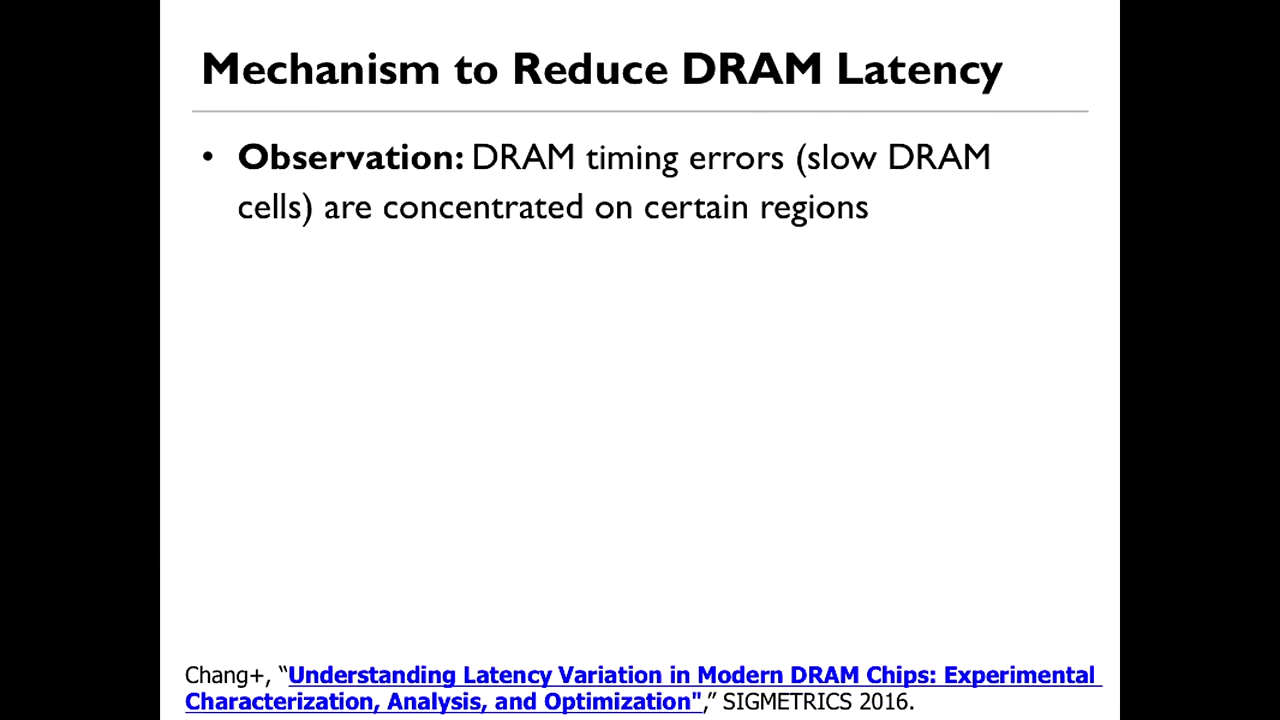 Mechanism to Reduce DRAM Latency
• Observation: DRAM timing errors (slow DRAM
cells) are concentrated on certain regions
Chang+, “Understanding Latency Variation in Modern DRAM Chips: Experimental
Characterization, Analysis, and Optimization",” SIGMETRICS 2016.